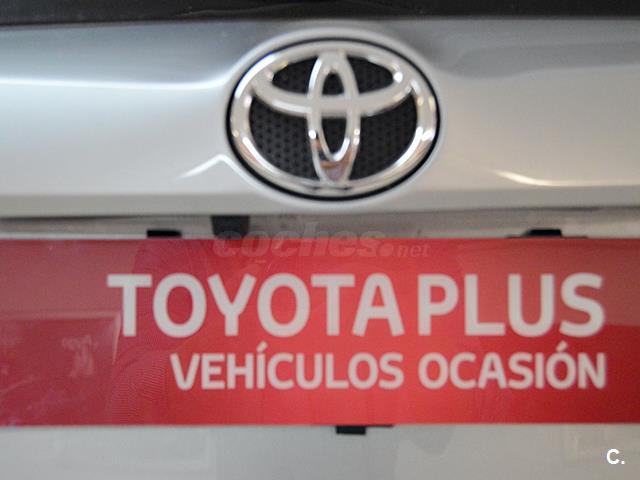 coches.net
TOYOTA PLUS
VEHÍCULOS OCASIÓN
C.